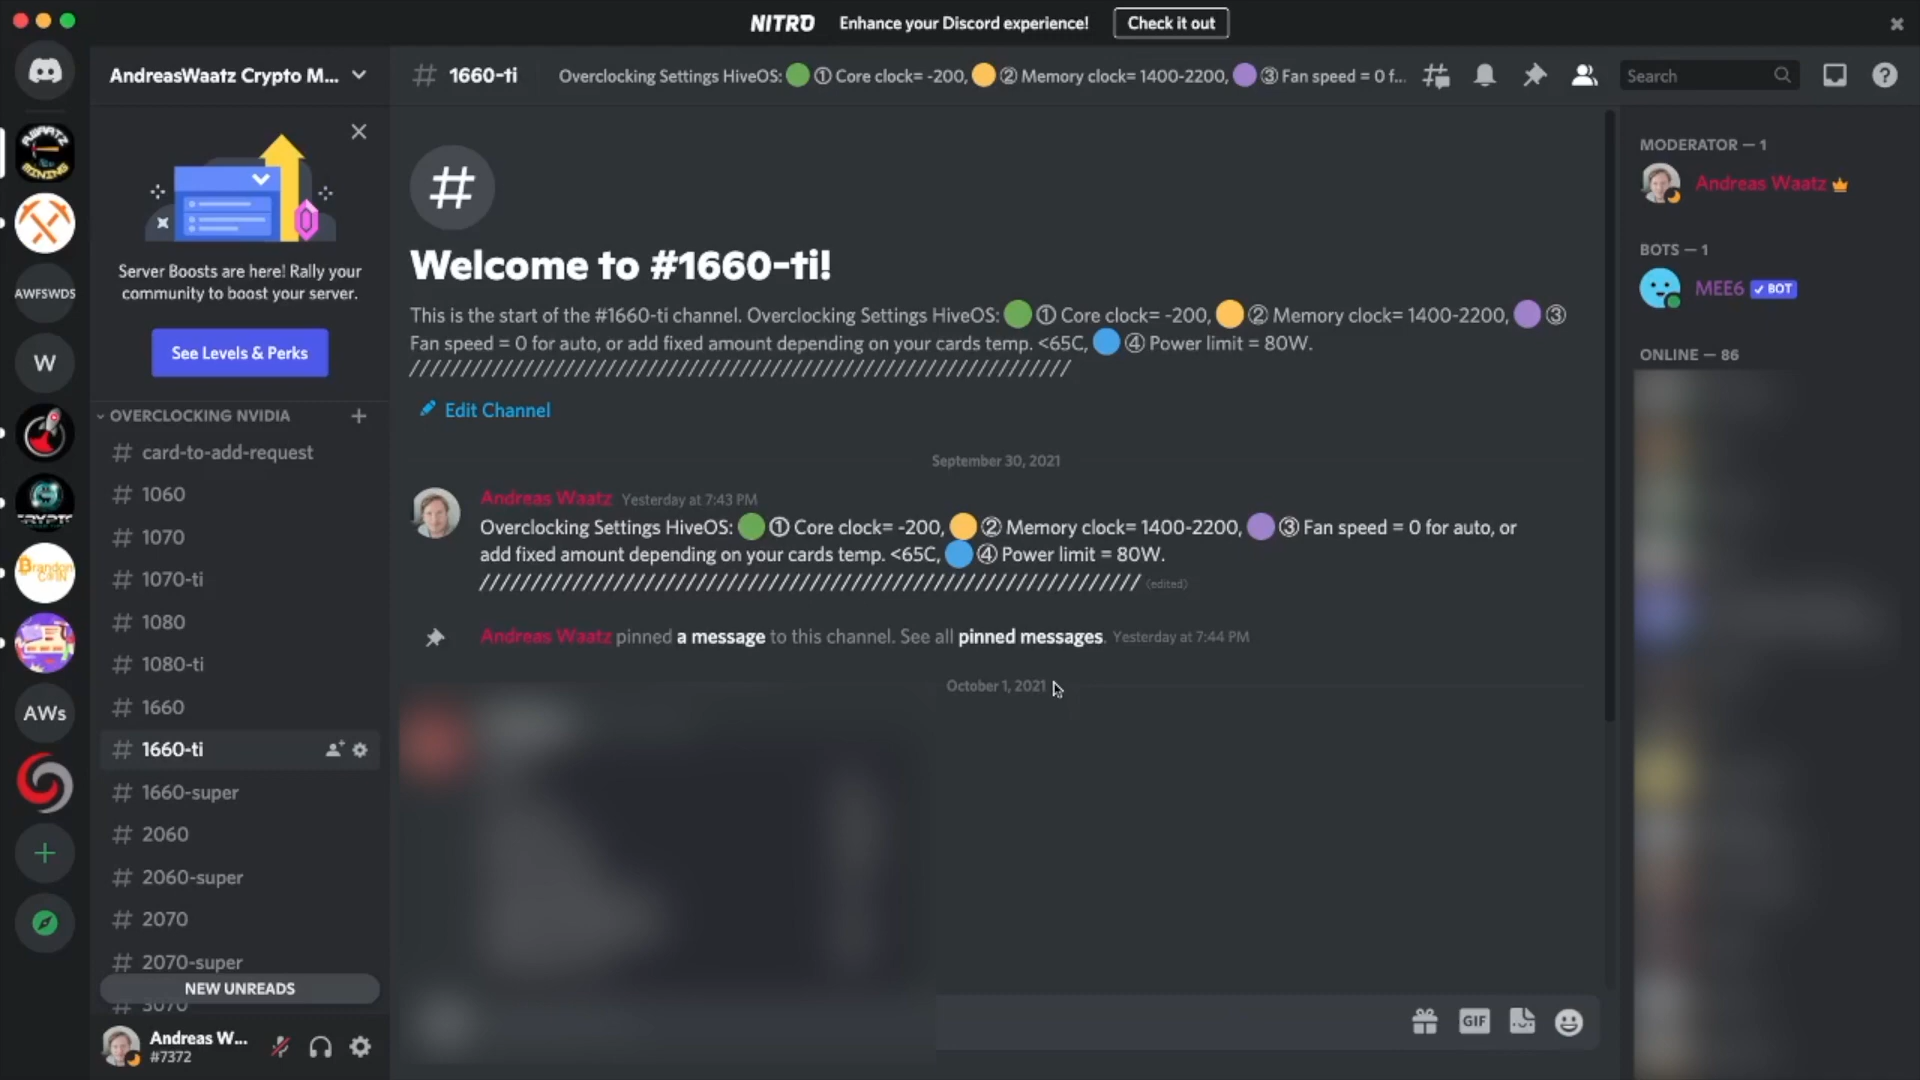 NITRO Enhance your Discord experience! Check it out
AndreasWaatz Crypto M...
# 1660-ti Overclocking Settings HiveOS: 🟢 ① Core clock= -200, 🟠 ② Memory clock= 1400-2200, 🟣 ③ Fan speed = 0 f...
Search
AWAATZ
MINING
AWFSWDS
W
CRYPTO
Brandon
COIN
AWs
Server Boosts are here! Rally your
community to boost your server.
See Levels & Perks
OVERCLOCKING NVIDIA
# card-to-add-request
# 1060
# 1070
# 1070-ti
# 1080
# 1080-ti
# 1660
# 1660-ti
# 1660-super
# 2060
# 2060-super
# 2070
# 2070-super
NEW UNREADS
# 3070
Andreas W...
#7372
#
Welcome to #1660-ti!
This is the start of the #1660-ti channel. Overclocking Settings HiveOS: 🟢 ① Core clock= -200, 🟠 ② Memory clock= 1400-2200, 🟣 ③
Fan speed = 0 for auto, or add fixed amount depending on your cards temp. <65C, 🔵 ④ Power limit = 80W.
////////////////////////////////////////////////////////////////
Edit Channel
September 30, 2021
Andreas Waatz Yesterday at 7:43 PM
Overclocking Settings HiveOS: 🟢 ① Core clock= -200, 🟠 ② Memory clock= 1400-2200, 🟣 ③ Fan speed = 0 for auto, or
add fixed amount depending on your cards temp. <65C, 🔵 ④ Power limit = 80W.
//////////////////////////////////////////////////////////////// (edited)
Andreas Waatz pinned a message to this channel. See all pinned messages. Yesterday at 7:44 PM
October 1, 2021
GIF
MODERATOR — 1
Andreas Waatz
BOTS — 1
MEE6 ✓ BOT
ONLINE — 86